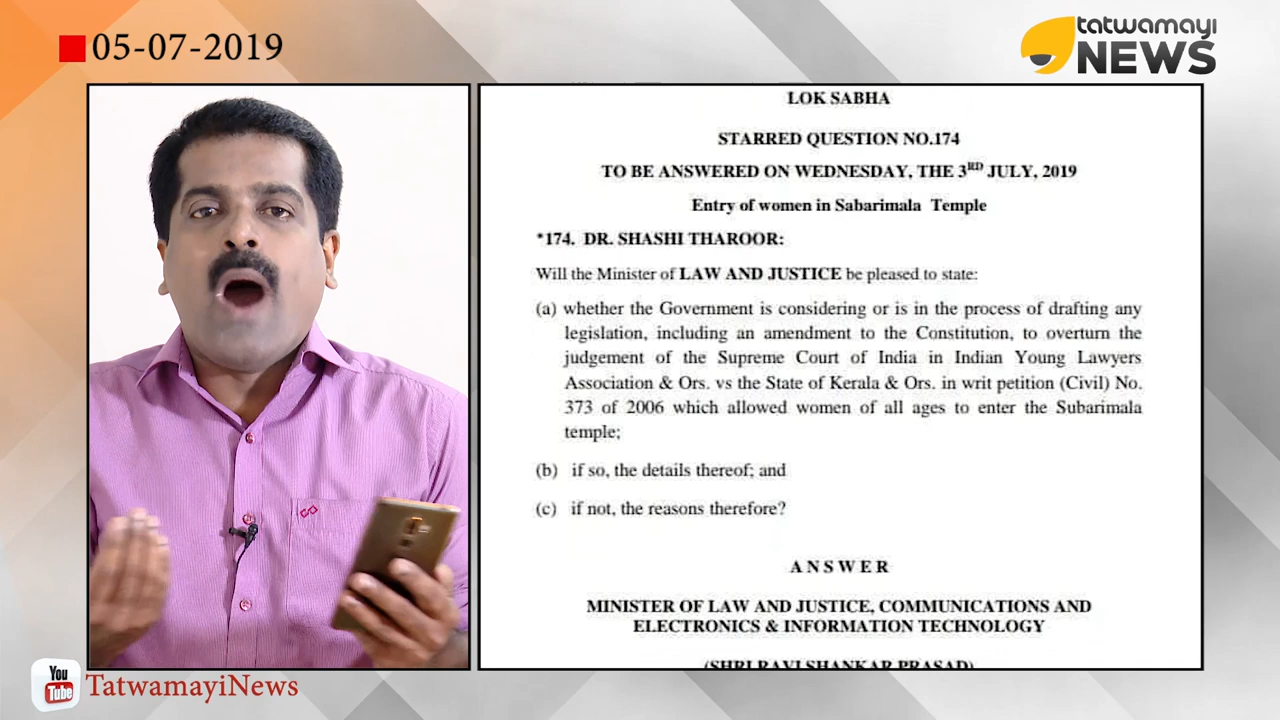 05-07-2019
tatwamayi
NEWS
LOK SABHA
STARRED QUESTION NO.174
TO BE ANSWERED ON WEDNESDAY, THE 3RD JULY, 2019
Entry of women in Sabarimala Temple
*174. DR. SHASHI THAROOR:
Will the Minister of LAW AND JUSTICE be pleased to state:
(a) whether the Government is considering or is in the process of drafting any
legislation, including an amendment to the Constitution, to overturn the
judgement of the Supreme Court of India in Indian Young Lawyers
Association & Ors. vs the State of Kerala & Ors. in writ petition (Civil) No.
373 of 2006 which allowed women of all ages to enter the Subarimala
temple;
(b) if so, the details thereof; and
(c) if not, the reasons therefore?
A N S W E R
MINISTER OF LAW AND JUSTICE, COMMUNICATIONS AND
ELECTRONICS & INFORMATION TECHNOLOGY
(SHRI RAVI SHANKAR PRASAD)
You
Tube
TatwamayiNews